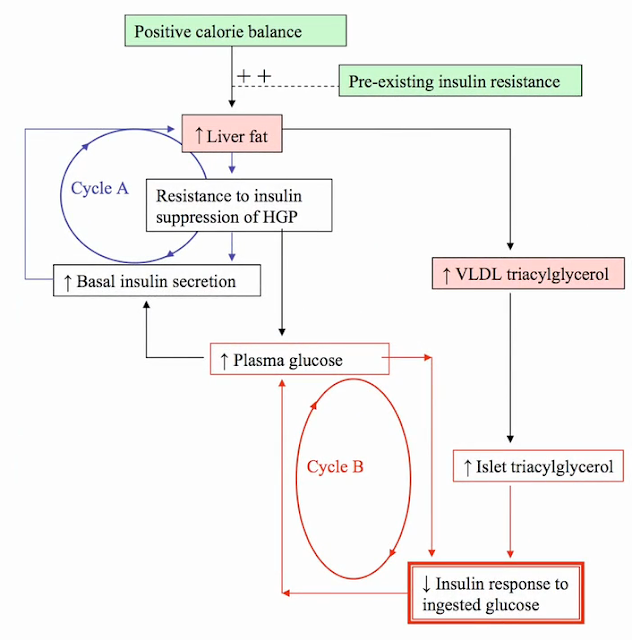 Positive calorie balance
+ +
Pre-existing insulin resistance
↑ Liver fat
Cycle A
Resistance to insulin
suppression of HGP
↑ VLDL triacylglycerol
↑ Basal insulin secretion
↑ Plasma glucose
Cycle B
↑ Islet triacylglycerol
↓ Insulin response to
ingested glucose